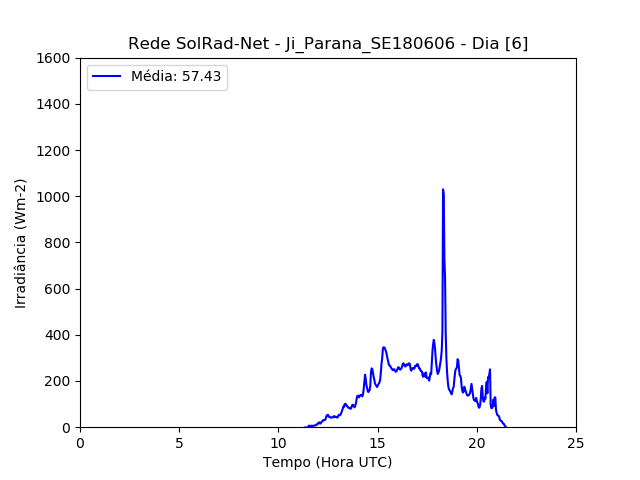 Rede SolRad-Net - Ji_Parana_SE180606 - Dia [6]
Média: 57.43
Irradiância (Wm-2)
1600
1400
1200
1000
800
600
400
200
0
0 5 10 15 20 25
Tempo (Hora UTC)